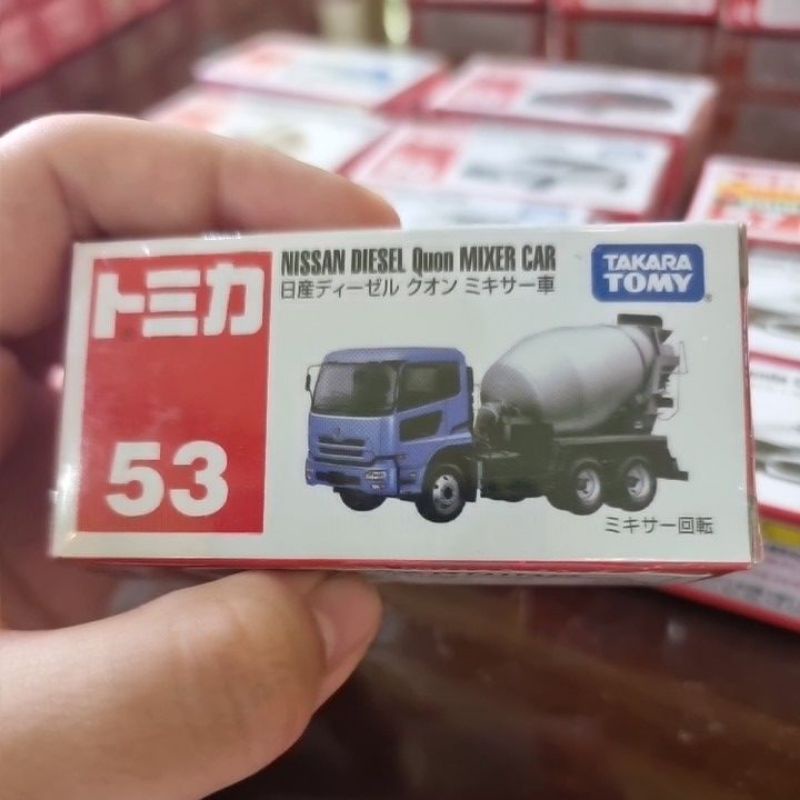 トミカ
53
NISSAN DIESEL Quon MIXER CAR
日産ディーゼル クオン ミキサー車
TAKARA
TOMY
ミキサー回転